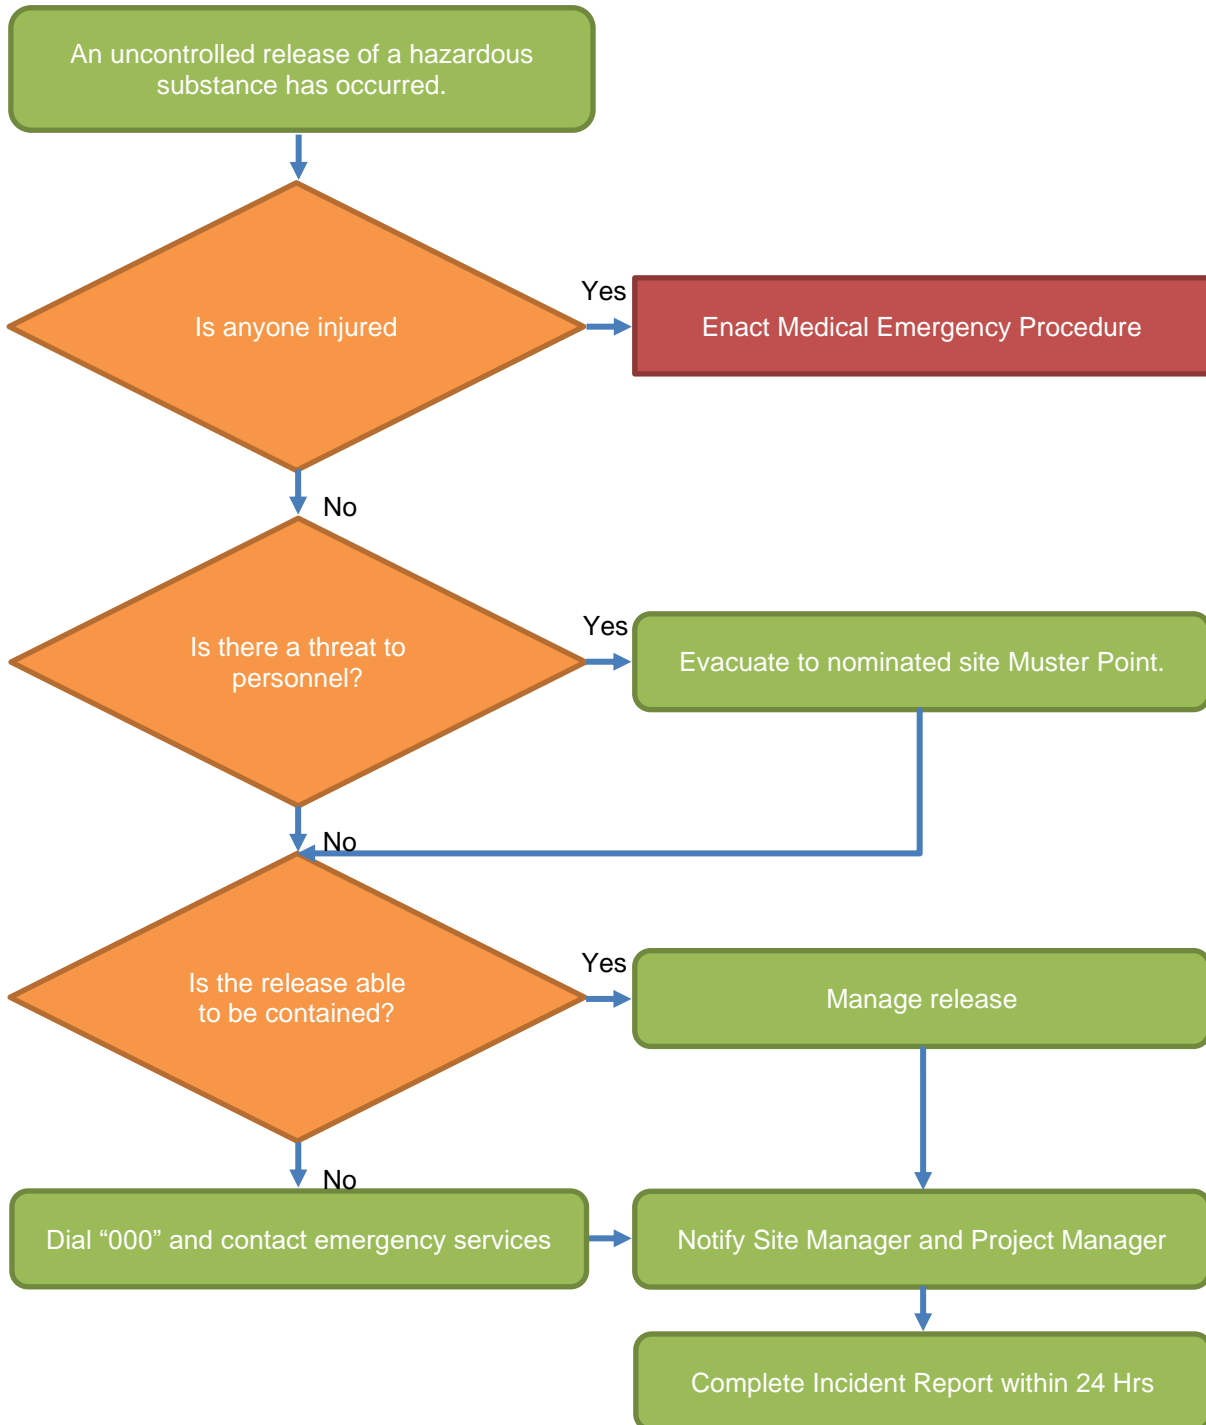 An uncontrolled release of a hazardous
substance has occurred.
Is anyone injured
Yes
Enact Medical Emergency Procedure
No
Is there a threat to
personnel?
Yes
Evacuate to nominated site Muster Point.
No
Is the release able
to be contained?
Yes
Manage release
No
Dial “000” and contact emergency services
Notify Site Manager and Project Manager
Complete Incident Report within 24 Hrs